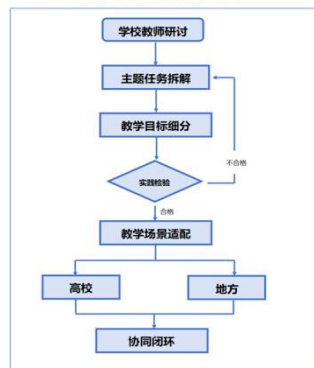 学校教师研讨
主题任务拆解
教学目标细分
不合格
实践检验
合格
教学场景适配
高校
地方
协同闭环